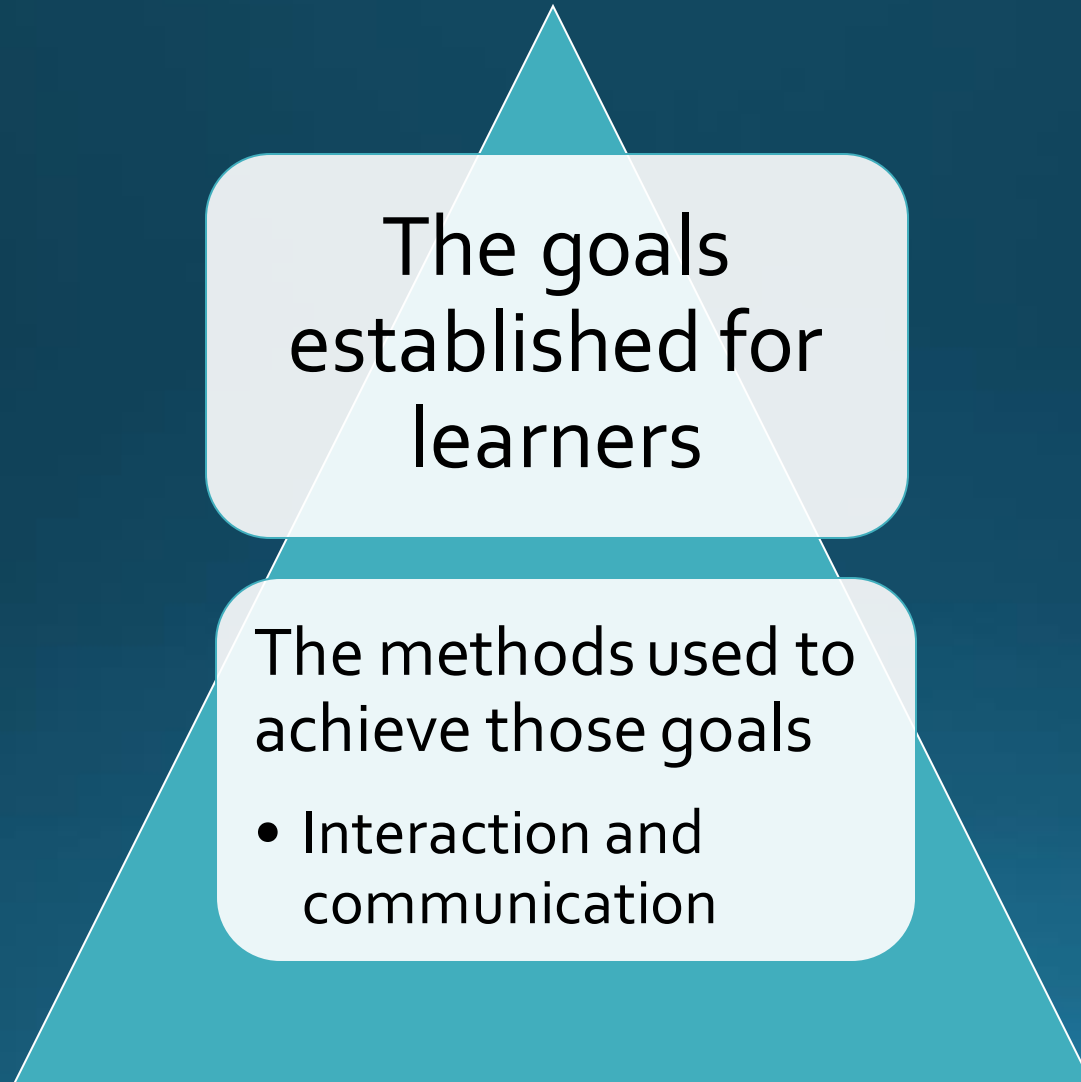 The goals
established for
learners
The methods used to
achieve those goals
• Interaction and
communication